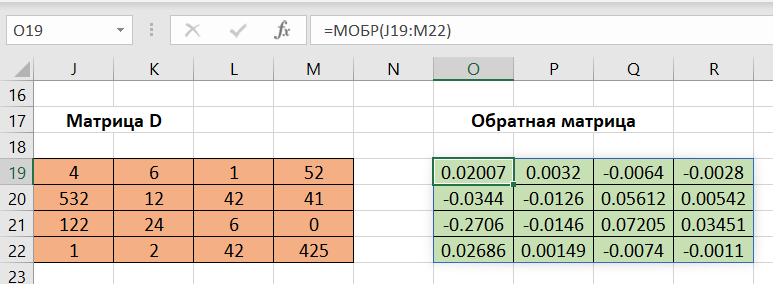 O19 fx =МОБР(J19:M22)
J K L M N O P Q R
16
17 Матрица D Обратная матрица
18
19 4 6 1 52 0.02007 0.0032 -0.0064 -0.0028
20 532 12 42 41 -0.0344 -0.0126 0.05612 0.00542
21 122 24 6 0 -0.2706 -0.0146 0.07205 0.03451
22 1 2 42 425 0.02686 0.00149 -0.0074 -0.0011
23